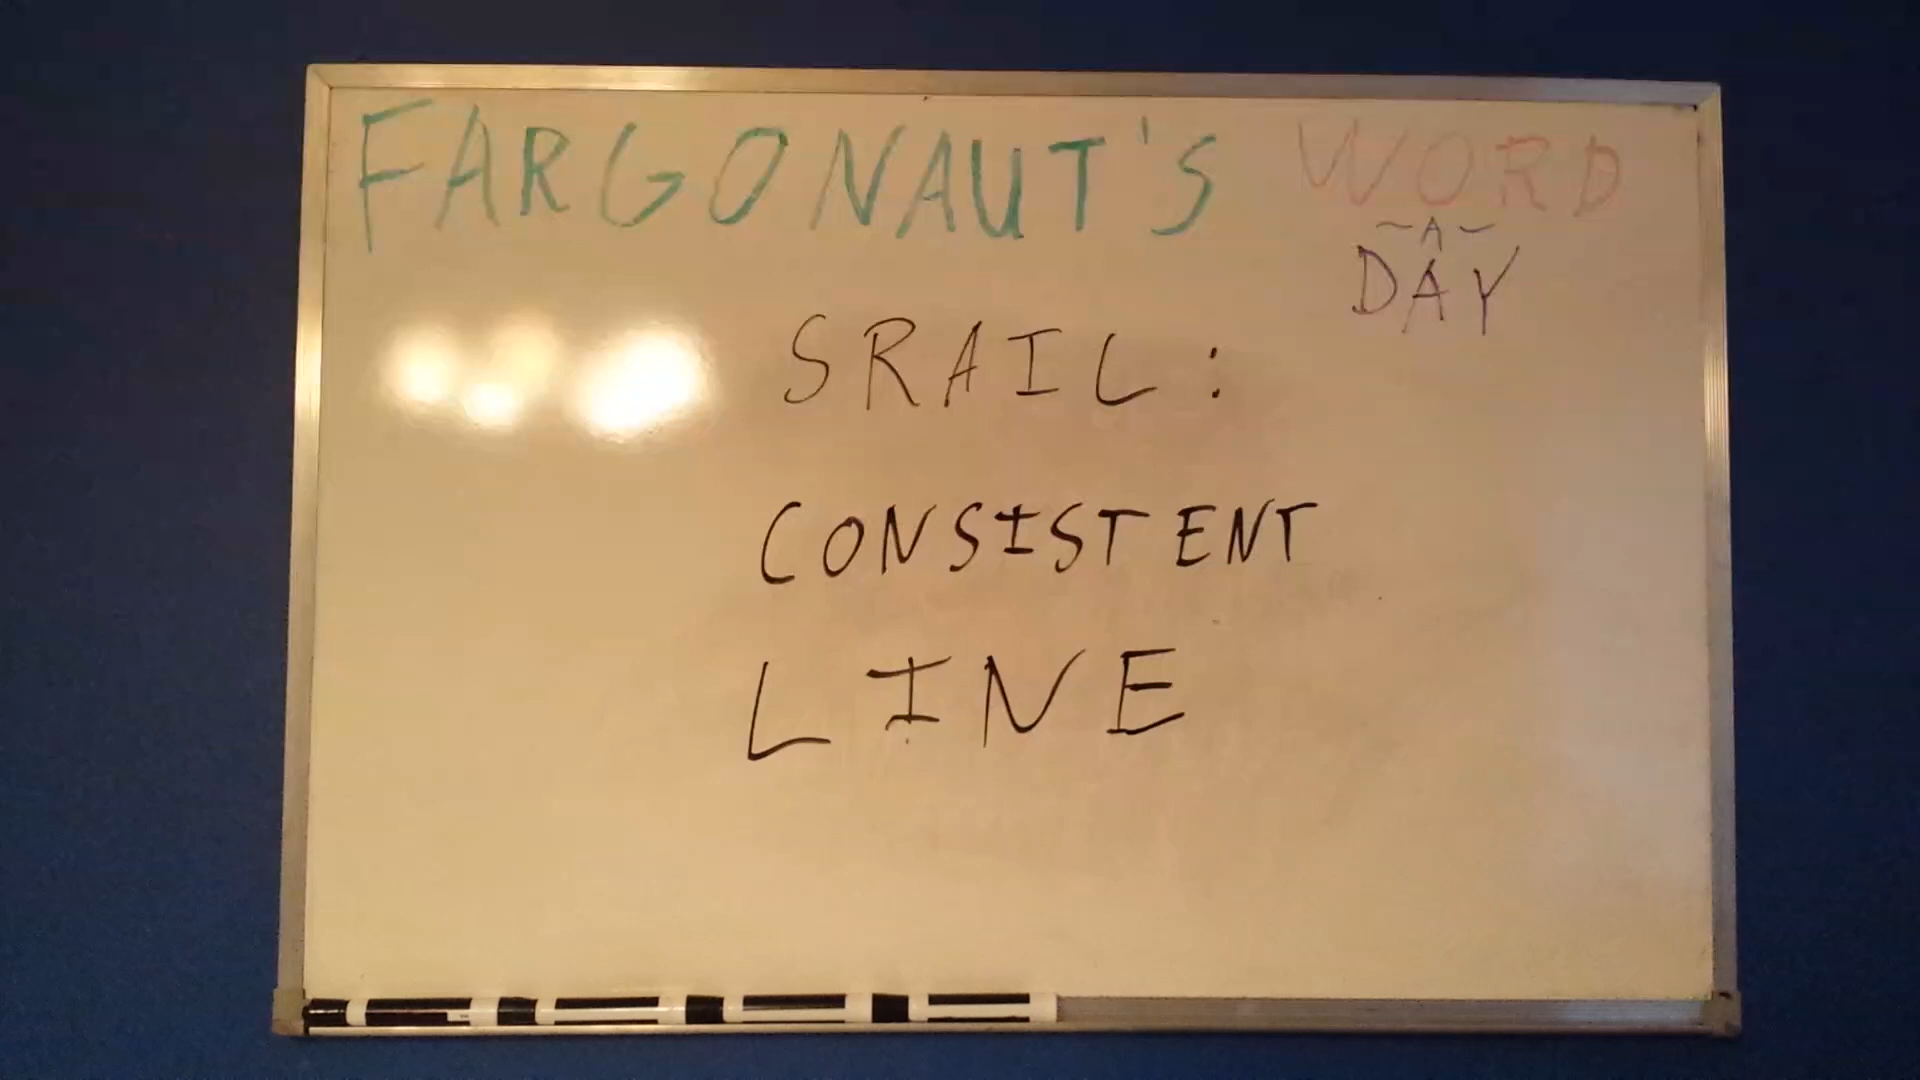 FARGONAUT'S WORD
~A~
DAY
SRAIL:
CONSISTENT
LINE